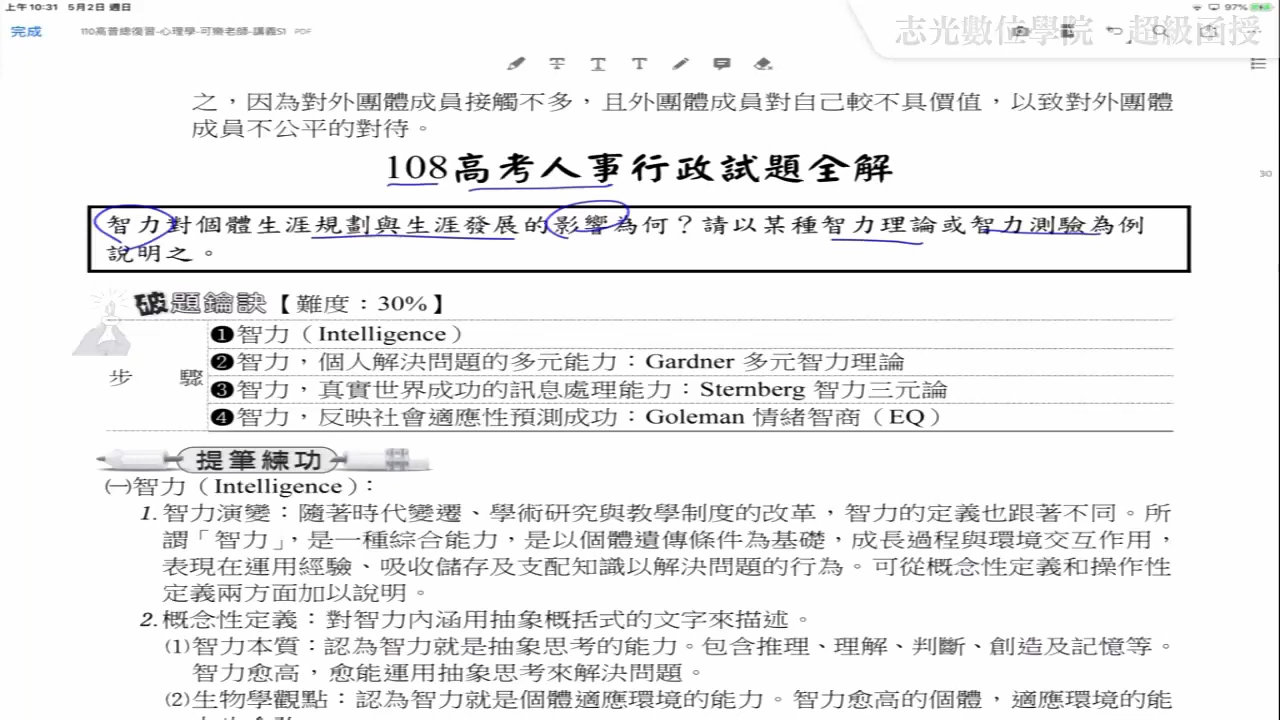 上午10:31 5月2日 週日
97%
完成
110高普總復習-心理學-可樂老師-講義S1 PDF
志光數位學院 超級函授
之，因為對外團體成員接觸不多，且外團體成員對自己較不具價值，以致對外團體
成員不公平的對待。
108高考人事行政試題全解
30
智力對個體生涯規劃與生涯發展的影響為何？請以某種智力理論或智力測驗為例
說明之。
破題鑰訣【難度：30%】
步驟
❶智力（Intelligence）
❷智力，個人解決問題的多元能力：Gardner 多元智力理論
❸智力，真實世界成功的訊息處理能力：Sternberg 智力三元論
❹智力，反映社會適應性預測成功：Goleman 情緒智商（EQ）
提筆練功
㈠智力（Intelligence）：
1. 智力演變：隨著時代變遷、學術研究與教學制度的改革，智力的定義也跟著不同。所
謂「智力」，是一種綜合能力，是以個體遺傳條件為基礎，成長過程與環境交互作用，
表現在運用經驗、吸收儲存及支配知識以解決問題的行為。可從概念性定義和操作性
定義兩方面加以說明。
2. 概念性定義：對智力內涵用抽象概括式的文字來描述。
⑴智力本質：認為智力就是抽象思考的能力。包含推理、理解、判斷、創造及記憶等。
智力愈高，愈能運用抽象思考來解決問題。
⑵生物學觀點：認為智力就是個體適應環境的能力。智力愈高的個體，適應環境的能